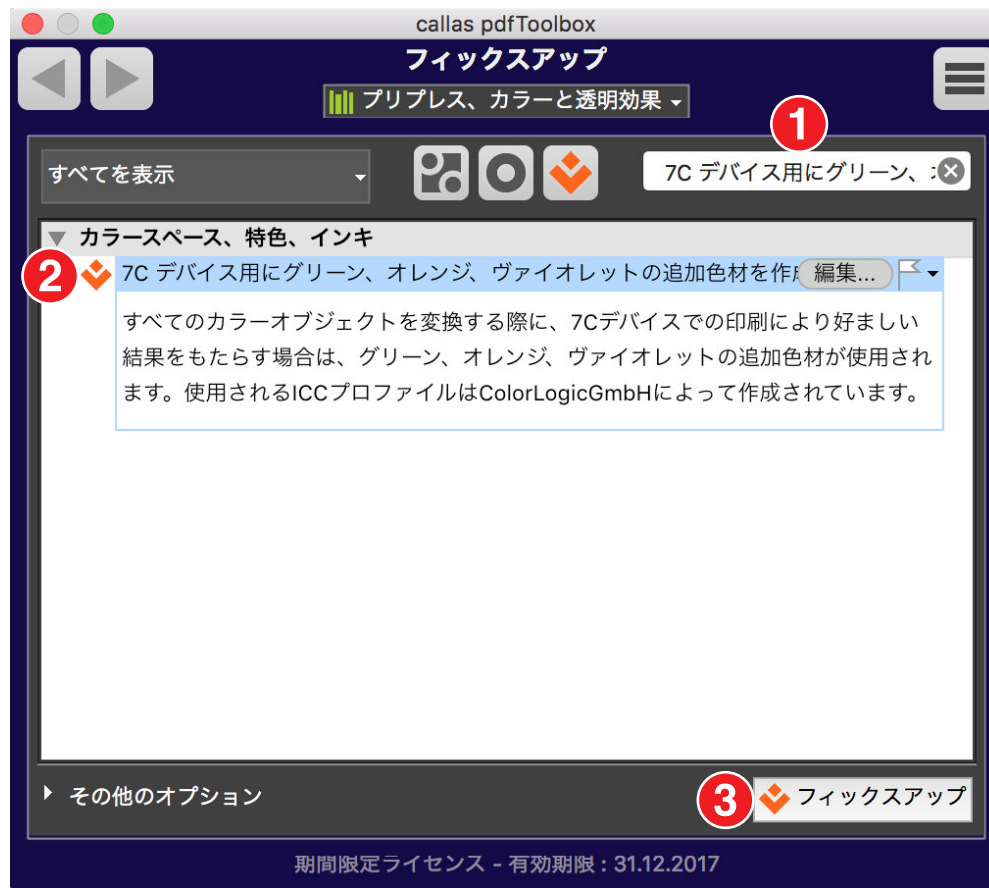 callas pdfToolbox
フィックスアップ
プリプレス、カラーと透明効果
1
すべてを表示
7C デバイス用にグリーン、
カラースペース、特色、インキ
2
7C デバイス用にグリーン、オレンジ、ヴァイオレットの追加色材を作 編集...
すべてのカラーオブジェクトを変換する際に、7Cデバイスでの印刷により好ましい
結果をもたらす場合は、グリーン、オレンジ、ヴァイオレットの追加色材が使用され
ます。使用されるICCプロファイルはColorLogicGmbHによって作成されています。
その他のオプション
3 フィックスアップ
期間限定ライセンス - 有効期限 : 31.12.2017